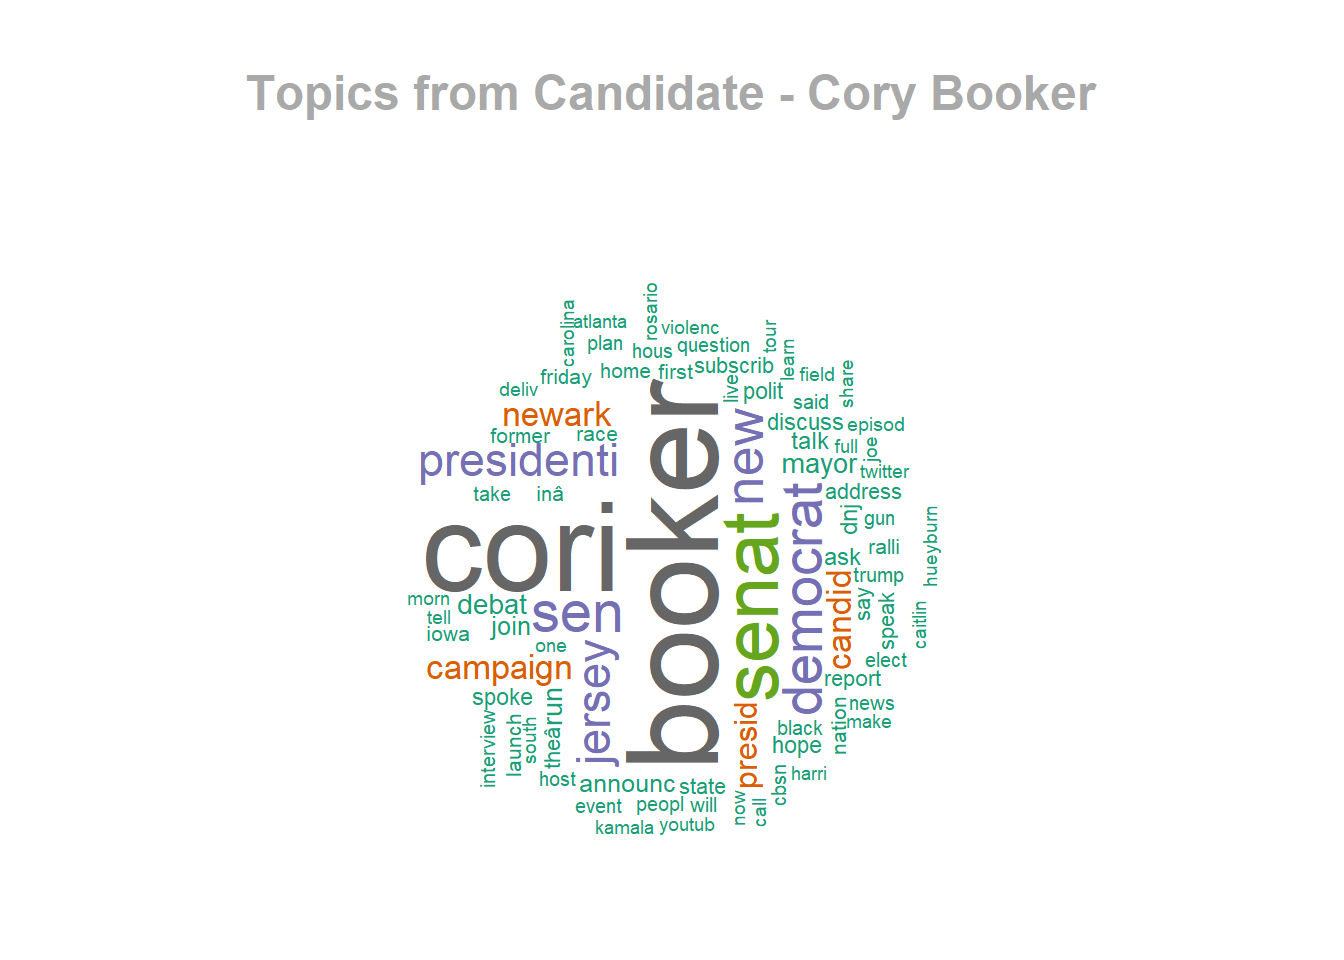 Topics from Candidate - Cory Booker
rosario
carolina
atlanta
violenc
tour
plan
hous
question
learn
friday
home
first
subscrib
field
share
deliv
live
polit
said
newark
booker
new
discuss
episod
former
race
talk
full
joe
presidenti
mayor
twitter
take
inâ
address
cori
senat
democrat
dnj
gun
hueyburn
ralli
ask
candid
trump
morn
debat
sen
say
speak
caitlin
tell
iowa
join
one
jersey
elect
campaign
report
spoke
theâ
run
presid
nation
news
make
interview
launch
south
black
hope
host
announc
state
cbsn
harri
event
peopl
will
now
call
kamala
youtub